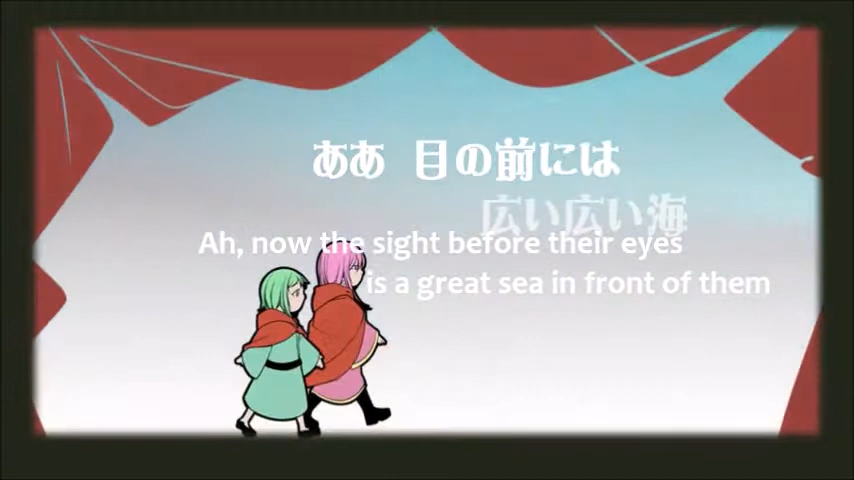 ああ 目の前には
広い広い海
Ah, now the sight before their eyes
is a great sea in front of them